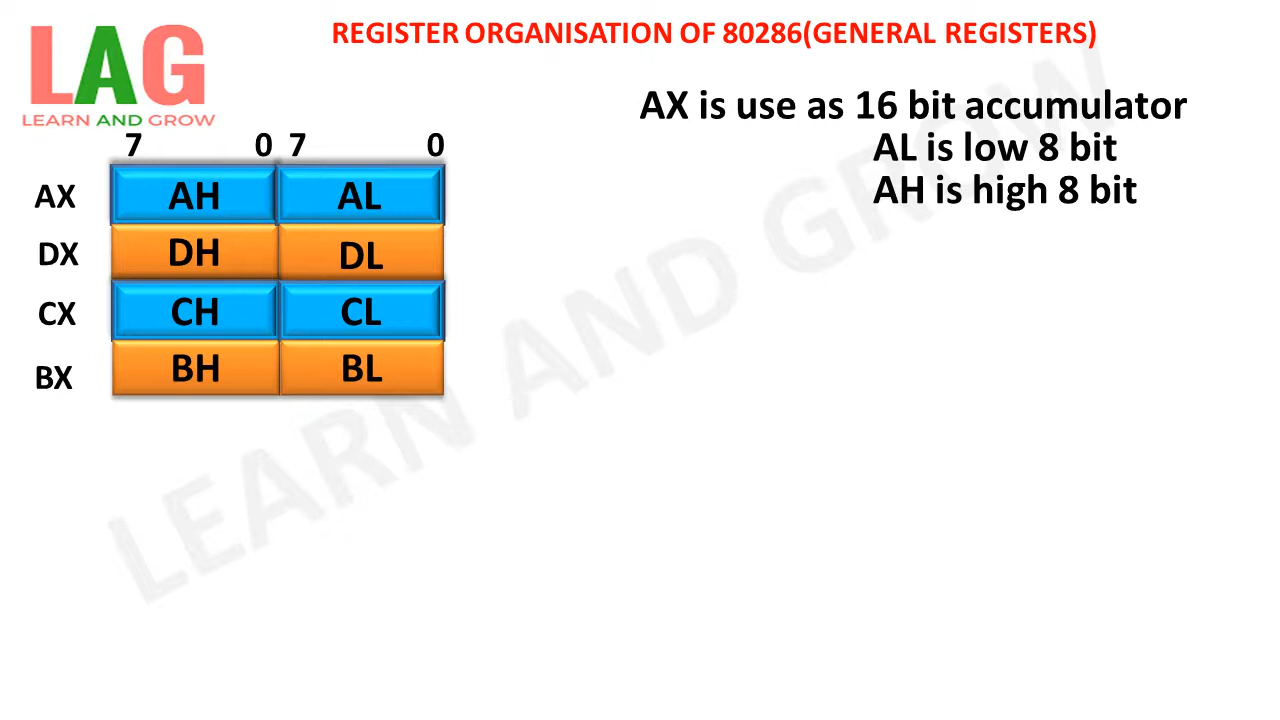 LAG
LEARN AND GROW
REGISTER ORGANISATION OF 80286(GENERAL REGISTERS)
AX is use as 16 bit accumulator
AL is low 8 bit
AH is high 8 bit
7 0 7 0
AX AH AL
DX DH DL
CX CH CL
BX BH BL
LEARN AND GROW